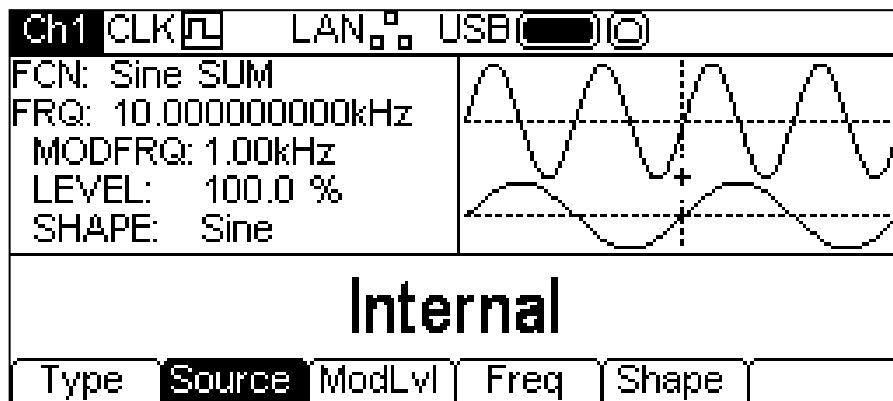 Ch1 CLK LAN USB
FCN: Sine SUM
FRQ: 10.000000000kHz
MODFRQ: 1.00kHz
LEVEL: 100.0 %
SHAPE: Sine
Internal
Type Source ModLvl Freq Shape